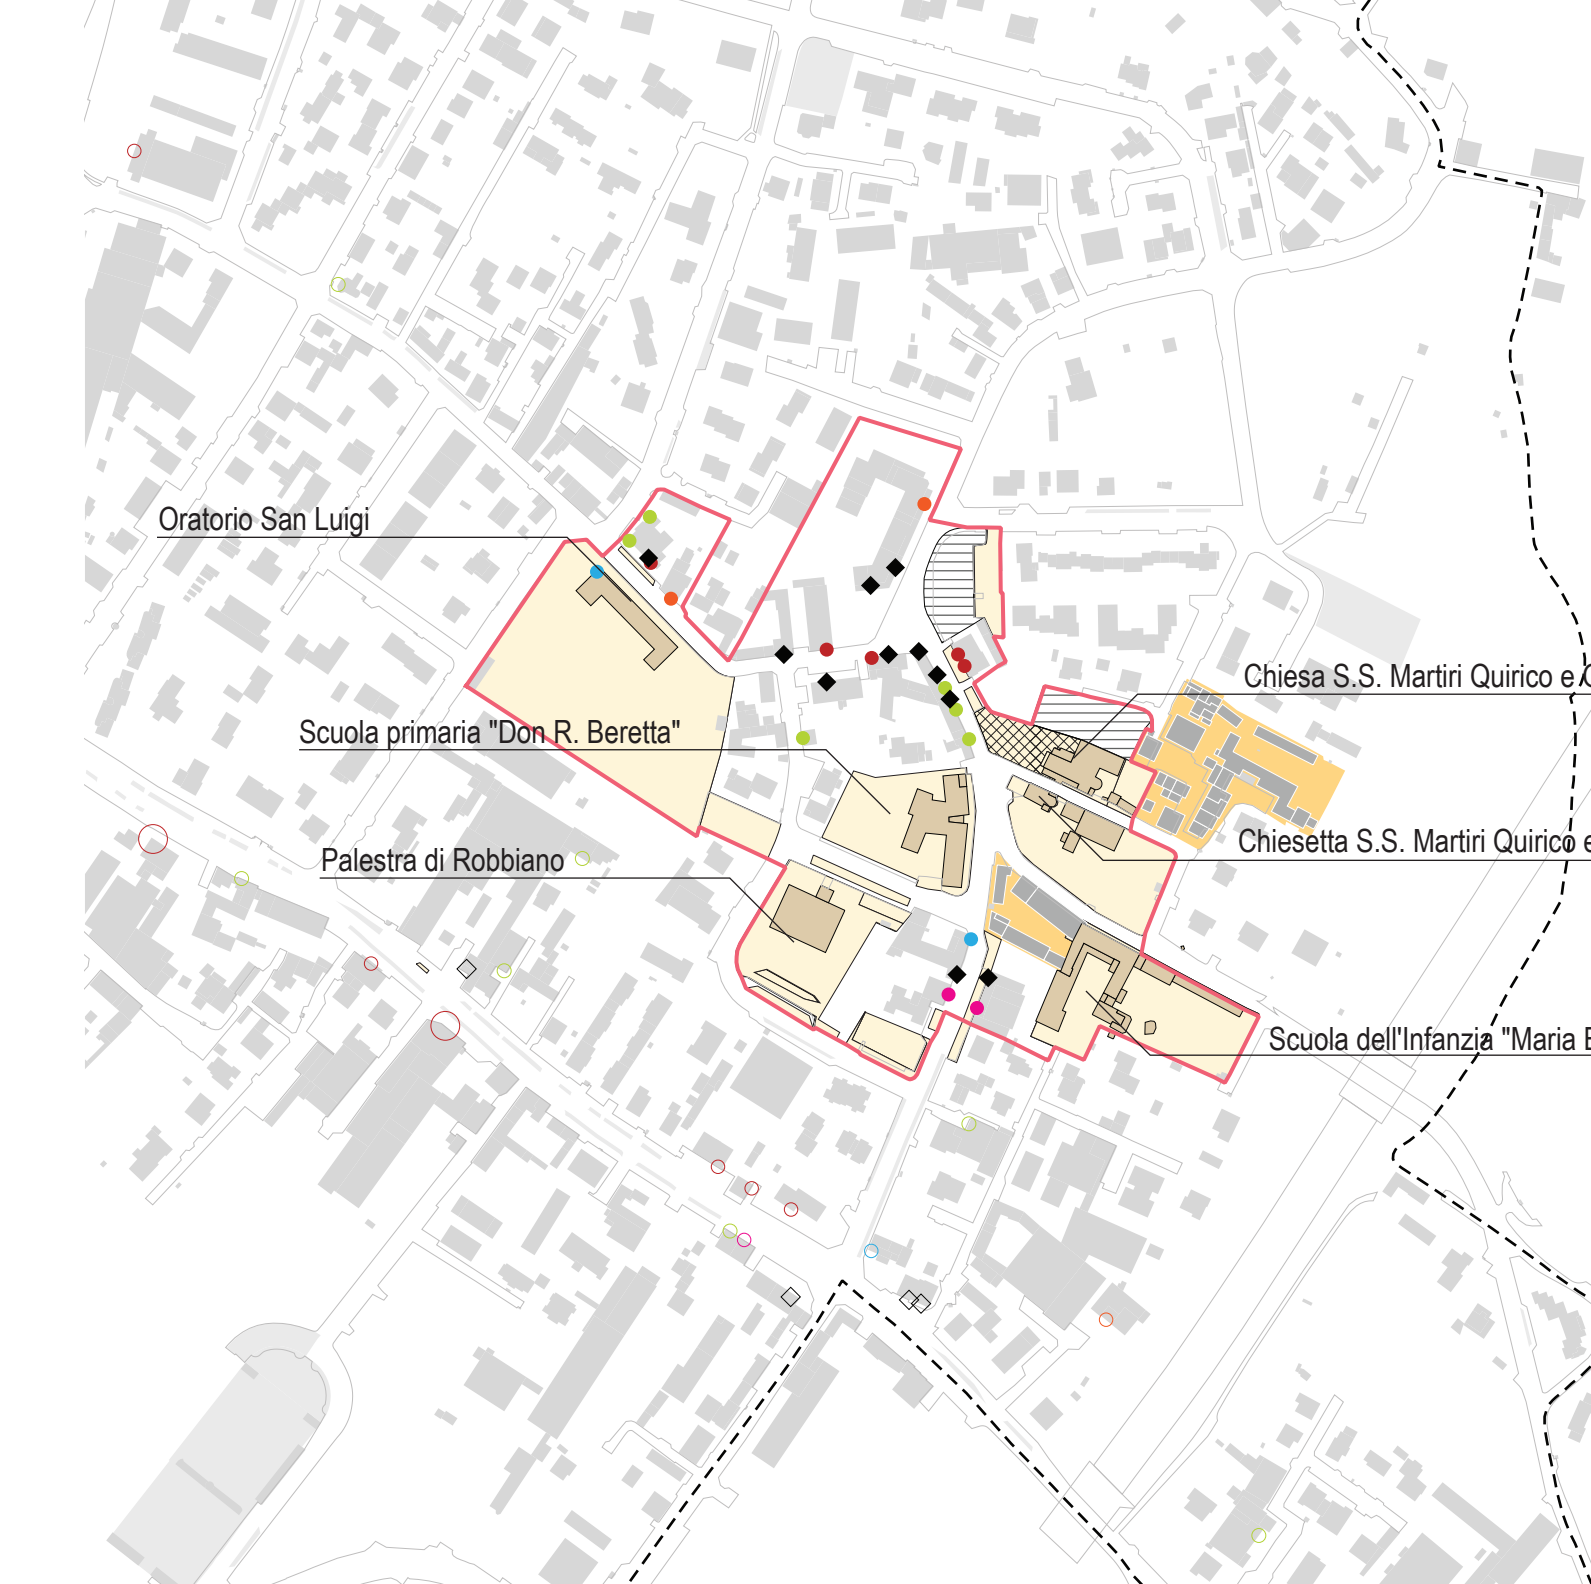 Oratorio San Luigi
Chiesa S.S. Martiri Quirico e
Scuola primaria "Don R. Beretta"
Chiesetta S.S. Martiri Quirico e
Palestra di Robbiano
Scuola dell'Infanzia "Maria